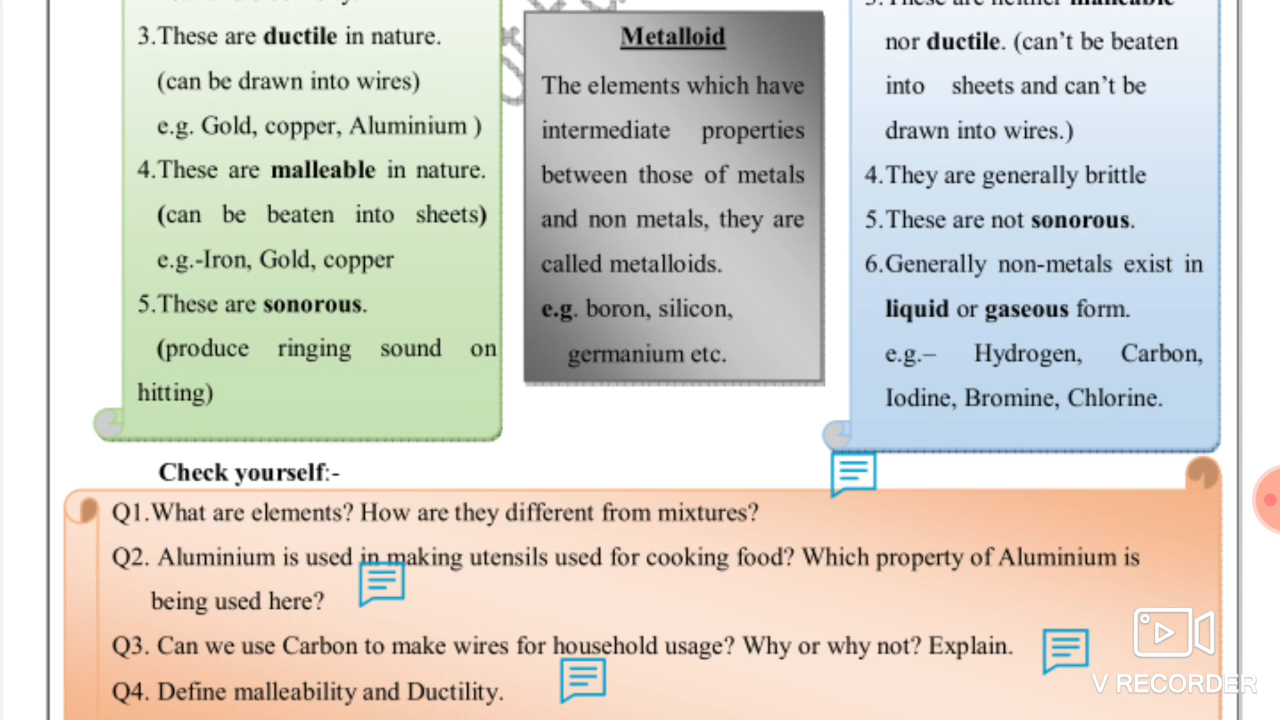 3.These are ductile in nature.
(can be drawn into wires)
e.g. Gold, copper, Aluminium )
4.These are malleable in nature.
(can be beaten into sheets)
e.g.-Iron, Gold, copper
5.These are sonorous.
(produce ringing sound on
hitting)
Metalloid
The elements which have
intermediate properties
between those of metals
and non metals, they are
called metalloids.
e.g. boron, silicon,
germanium etc.
nor ductile. (can't be beaten
into sheets and can't be
drawn into wires.)
4.They are generally brittle
5.These are not sonorous.
6.Generally non-metals exist in
liquid or gaseous form.
e.g.– Hydrogen, Carbon,
Iodine, Bromine, Chlorine.
Check yourself:-
Q1.What are elements? How are they different from mixtures?
Q2. Aluminium is used in making utensils used for cooking food? Which property of Aluminium is
being used here?
Q3. Can we use Carbon to make wires for household usage? Why or why not? Explain.
Q4. Define malleability and Ductility.
V RECORDER